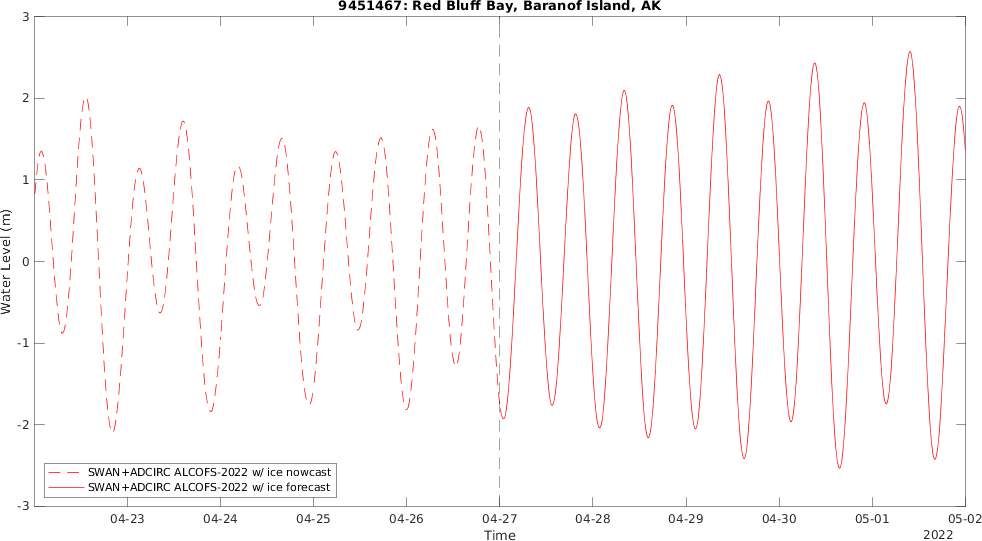 9451467: Red Bluff Bay, Baranof Island, AK
3
2
1
0
-1
-2
-3
Water Level (m)
SWAN+ADCIRC ALCOFS-2022 w/ ice nowcast
SWAN+ADCIRC ALCOFS-2022 w/ ice forecast
04-23 04-24 04-25 04-26 04-27 04-28 04-29 04-30 05-01 05-02
Time
2022